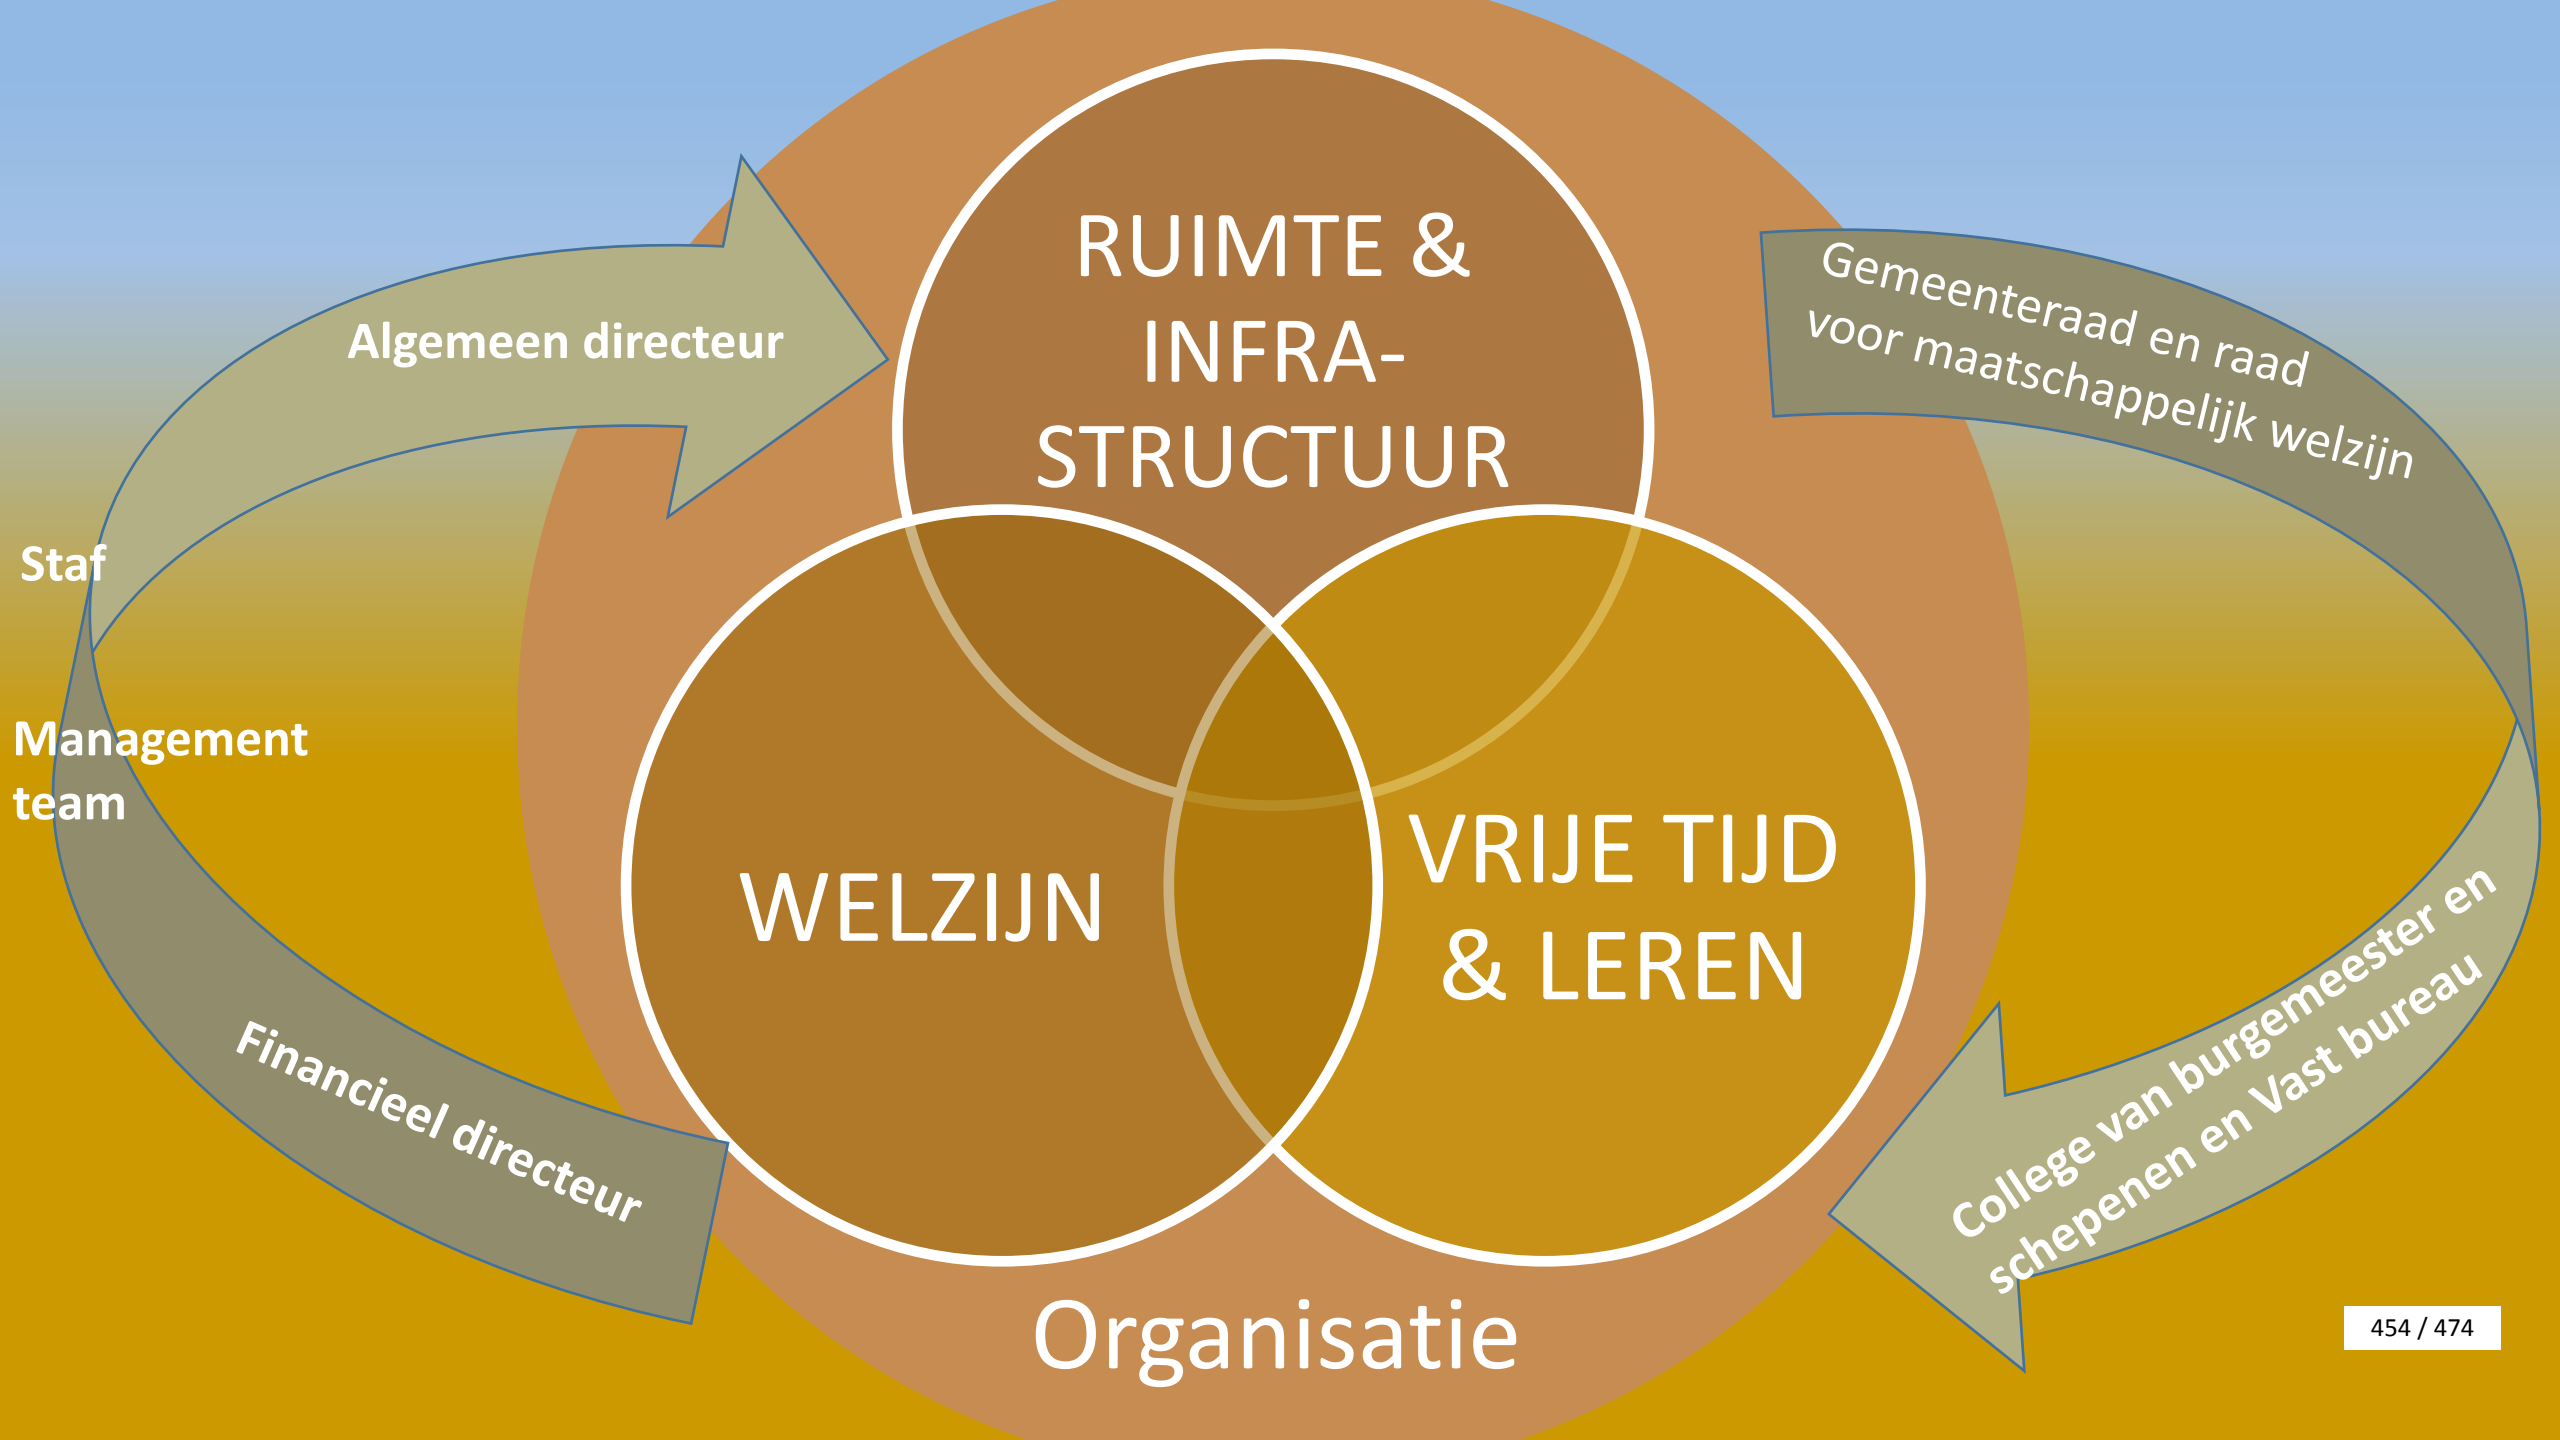 RUIMTE &
INFRA-
STRUCTUUR
Algemeen directeur
Gemeenteraad en raad
voor maatschappelijk welzijn
Staf
Management
team
WELZIJN
VRIJE TIJD
& LEREN
Financieel directeur
College van burgemeester en
schepenen en Vast bureau
Organisatie
454 / 474